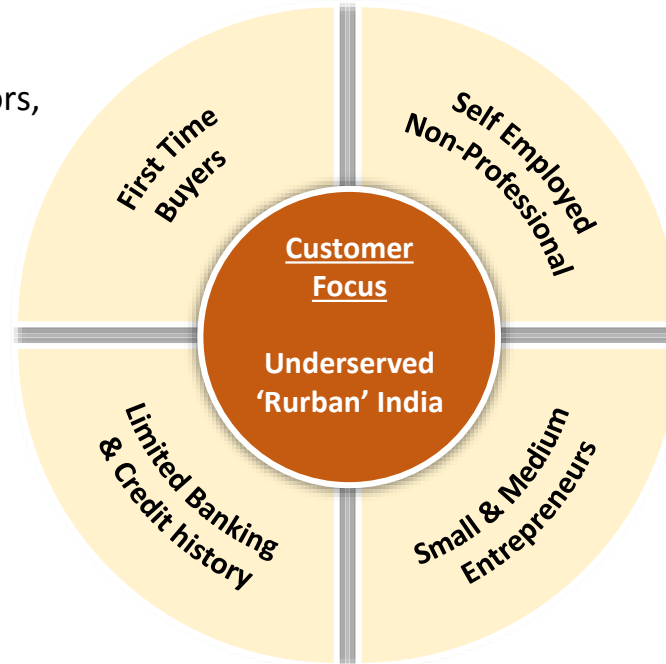 ors,
First Time
Buyers
Self Employed
Non-Professional
Customer
Focus
Underserved
‘Rurban’ India
Limited Banking
& Credit history
Small & Medium
Entrepreneurs